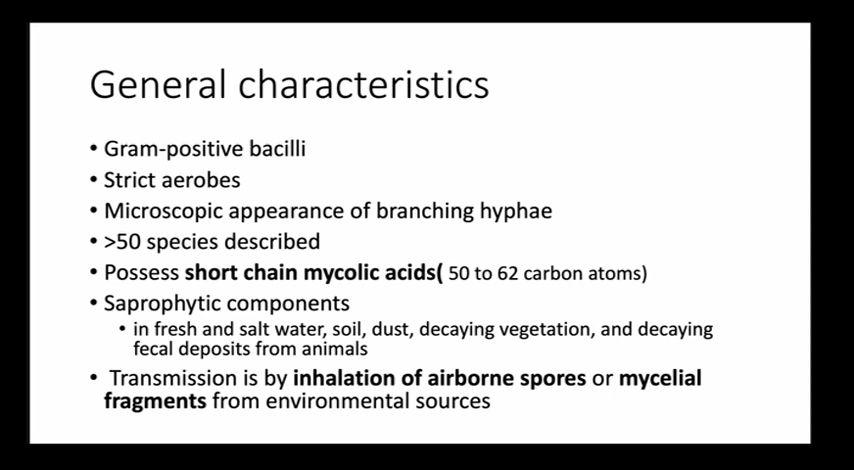 General characteristics
• Gram-positive bacilli
• Strict aerobes
• Microscopic appearance of branching hyphae
• >50 species described
• Possess short chain mycolic acids( 50 to 62 carbon atoms)
• Saprophytic components
• in fresh and salt water, soil, dust, decaying vegetation, and decaying
fecal deposits from animals
• Transmission is by inhalation of airborne spores or mycelial
fragments from environmental sources